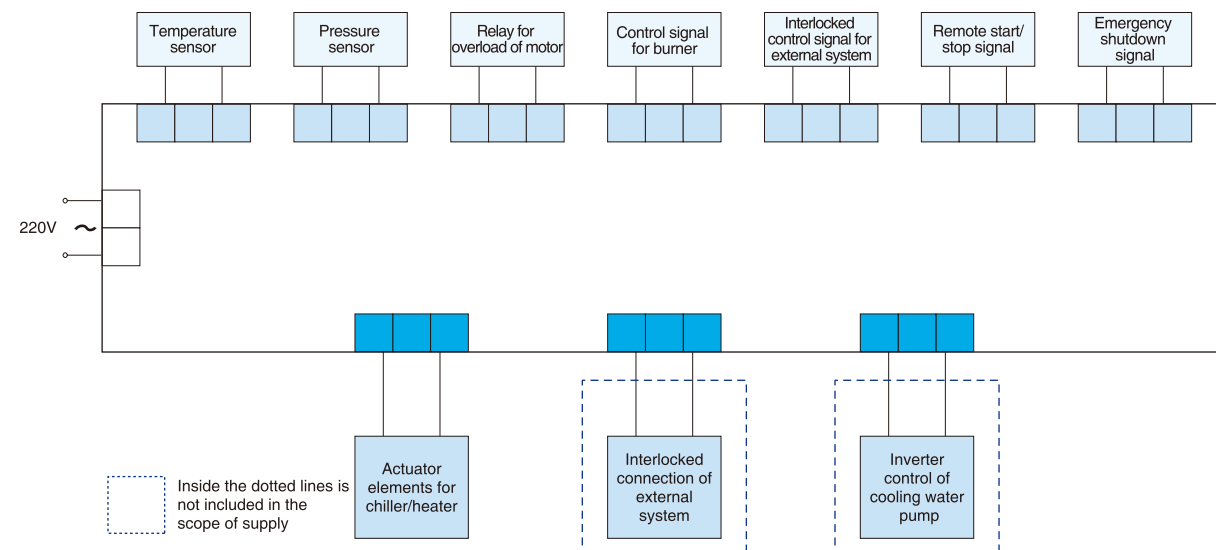 Temperature
sensor
Pressure
sensor
Relay for
overload of motor
Control signal
for burner
Interlocked
control signal for
external system
Remote start/
stop signal
Emergency
shutdown
signal
220V ~
Actuator
elements for
chiller/heater
Interlocked
connection of
external
system
Inverter
control of
cooling water
pump
Inside the dotted lines is
not included in the
scope of supply